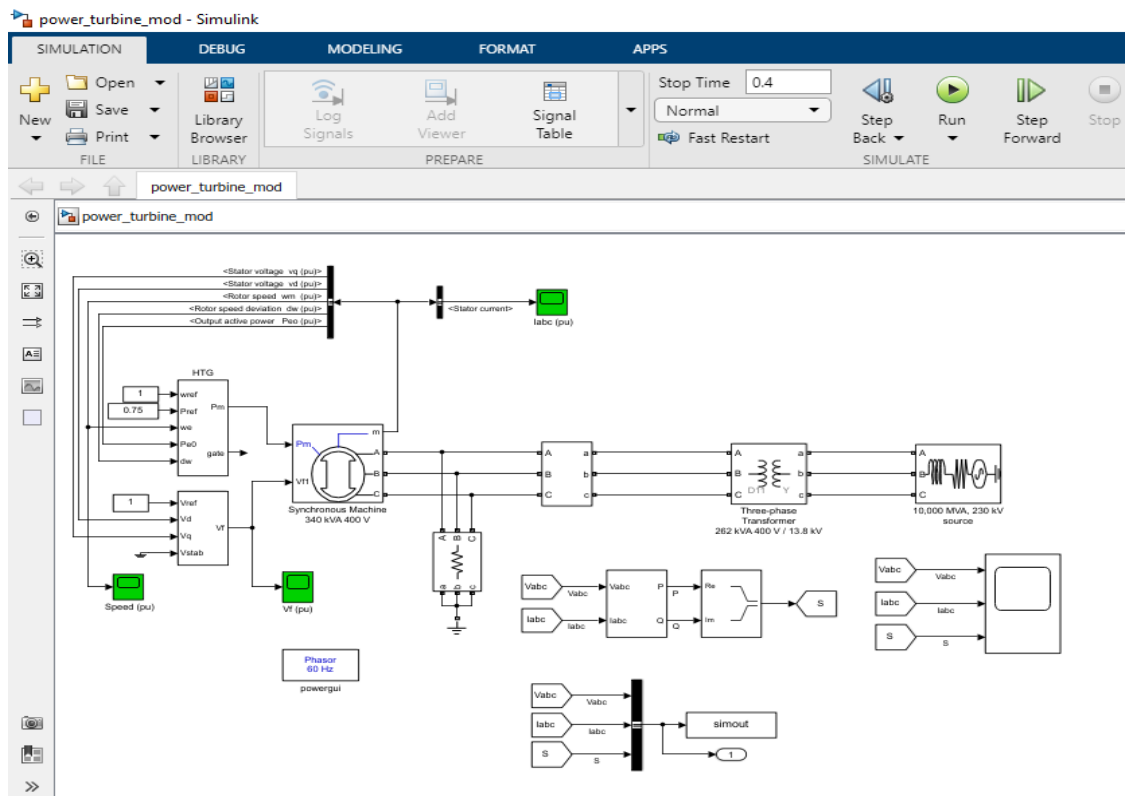 power_turbine_mod - Simulink
SIMULATION DEBUG MODELING FORMAT APPS
New
Open
Save
Print
FILE
Library
Browser
LIBRARY
Log
Signals
Add
Viewer
Signal
Table
PREPARE
Stop Time 0.4
Normal
Fast Restart
Step
Back
Run
Step
Forward
Stop
SIMULATE
power_turbine_mod
power_turbine_mod
<Stator voltage vq (pu)>
<Stator voltage vd (pu)>
<Rotor speed wm (pu)>
<Rotor speed deviation dw (pu)>
<Output active power Peo (pu)>
<Stator current>
Iabc (pu)
HTG
1
0.75
wref
Pref
we
Pe0
dw
Pm
gate
1
Vref
Vd
Vq
Vstab
Vf
Speed (pu)
Vf (pu)
Phasor
60 Hz
powergui
Pm
Vf1
m
A
B
C
Synchronous Machine
340 kVA 400 V
A B C
a b c
A a
B b
C c
A a
B b
C c
D11 Y
Three-phase
Transformer
262 kVA 400 V / 13.8 kV
A
B
C
10,000 MVA, 230 kV
source
Vabc Vabc
Iabc Iabc
Vabc P
Iabc Q
P
Q
Re
Im
S
Vabc Vabc
Iabc Iabc
S S
Vabc Vabc
Iabc Iabc
S S
simout
1